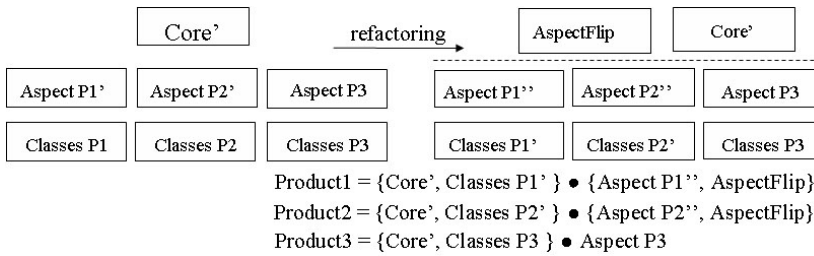 Core’
refactoring
AspectFlip
Core’
Aspect P1’
Aspect P2’
Aspect P3
Aspect P1’’
Aspect P2’’
Aspect P3
Classes P1
Classes P2
Classes P3
Classes P1’
Classes P2’
Classes P3
Product1 = {Core’, Classes P1’ } ● {Aspect P1’’, AspectFlip}
Product2 = {Core’, Classes P2’ } ● {Aspect P2’’, AspectFlip}
Product3 = {Core’, Classes P3 } ● Aspect P3